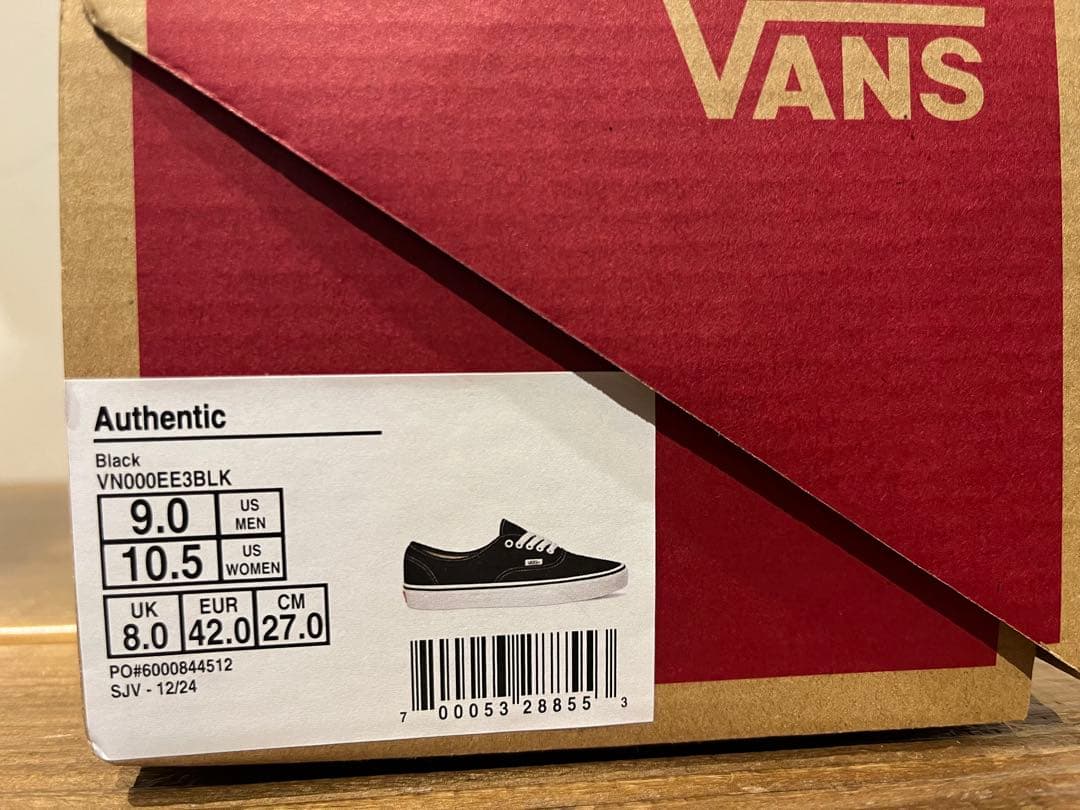 VANS
Authentic
Black
VN000EE3BLK
9.0 US MEN
10.5 US WOMEN
UK 8.0 EUR 42.0 CM 27.0
PO#6000844512
SJV - 12/24
7 00053 28855 3